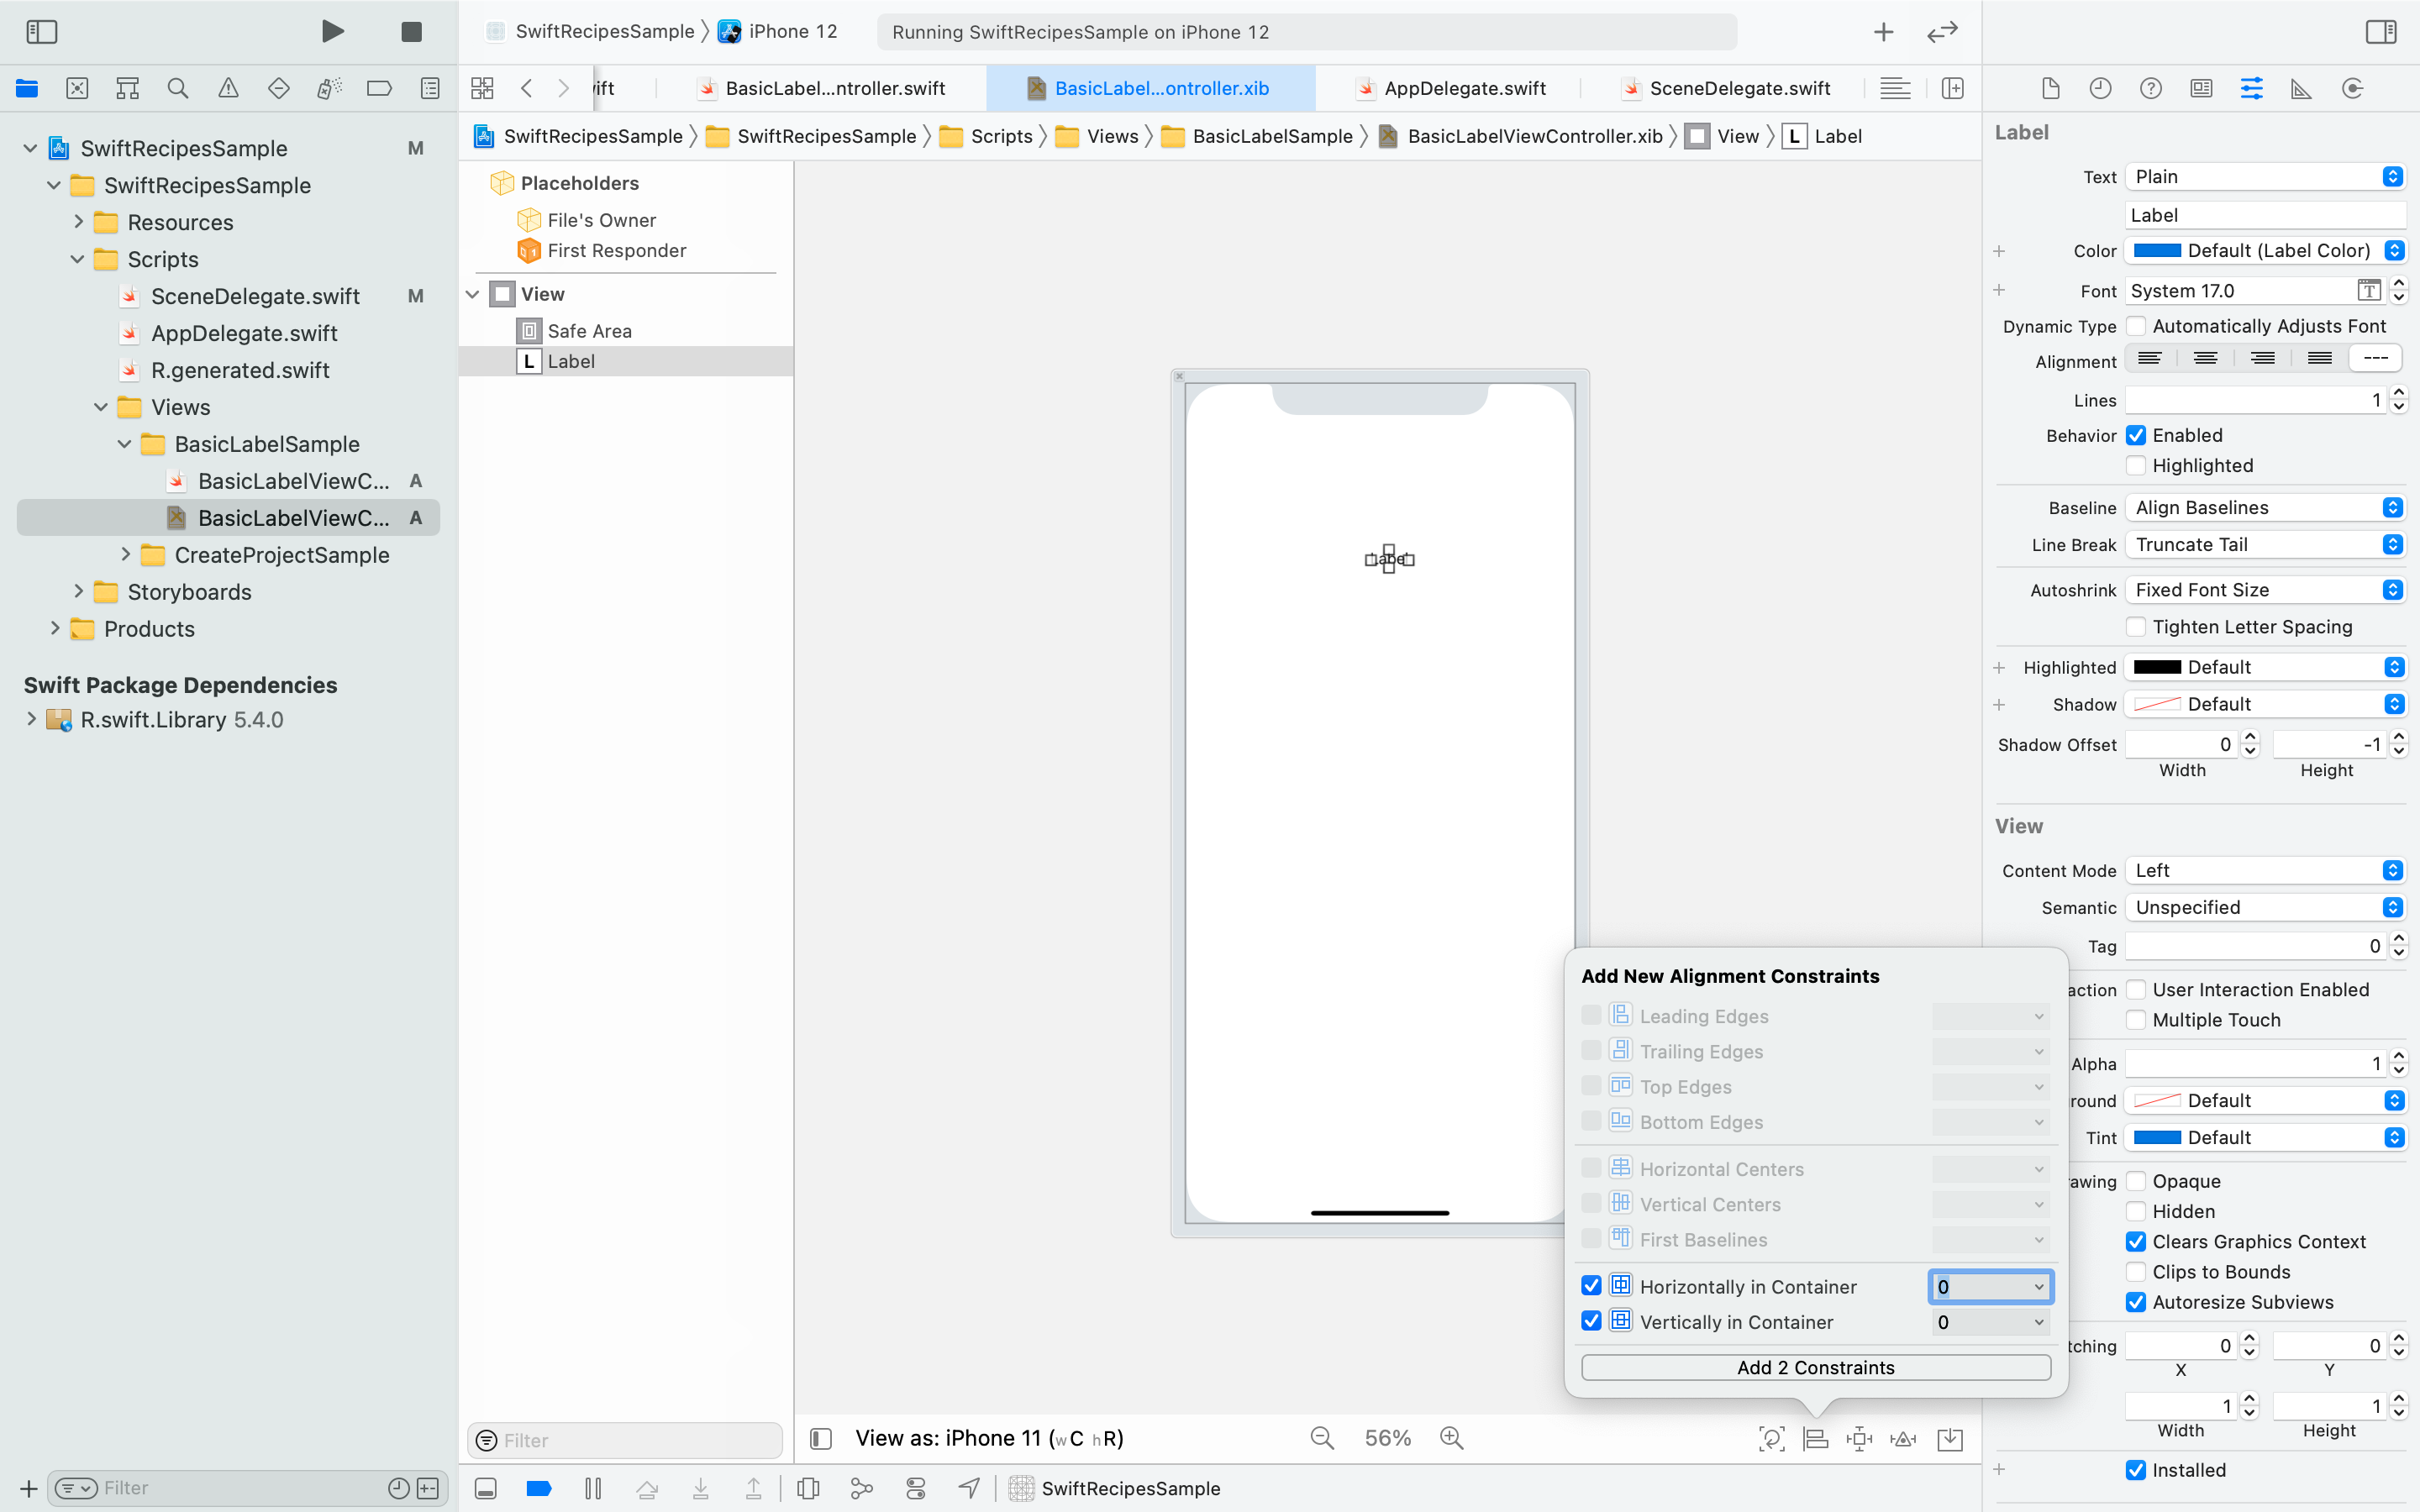 SwiftRecipesSample
iPhone 12
Running SwiftRecipesSample on iPhone 12
ift
BasicLabel...ntroller.swift
BasicLabel...ontroller.xib
AppDelegate.swift
SceneDelegate.swift
SwiftRecipesSample
SwiftRecipesSample
Scripts
Views
BasicLabelSample
BasicLabelViewController.xib
View
L Label
SwiftRecipesSample M
SwiftRecipesSample
Resources
Scripts
SceneDelegate.swift M
AppDelegate.swift
R.generated.swift
Views
BasicLabelSample
BasicLabelViewC... A
BasicLabelViewC... A
CreateProjectSample
Storyboards
Products
Swift Package Dependencies
R.swift.Library 5.4.0
Filter
Placeholders
File's Owner
First Responder
View
Safe Area
L Label
Filter
Label
View as: iPhone 11 (wC hR)
56%
SwiftRecipesSample
Add New Alignment Constraints
Leading Edges
Trailing Edges
Top Edges
Bottom Edges
Horizontal Centers
Vertical Centers
First Baselines
Horizontally in Container 0
Vertically in Container 0
Add 2 Constraints
Label
Text Plain
Label
Color Default (Label Color)
Font System 17.0
Dynamic Type Automatically Adjusts Font
Alignment
Lines 1
Behavior Enabled
Highlighted
Baseline Align Baselines
Line Break Truncate Tail
Autoshrink Fixed Font Size
Tighten Letter Spacing
Highlighted Default
Shadow Default
Shadow Offset 0 -1
Width Height
View
Content Mode Left
Semantic Unspecified
Tag 0
action User Interaction Enabled
Multiple Touch
Alpha 1
round Default
Tint Default
awing Opaque
Hidden
Clears Graphics Context
Clips to Bounds
Autoresize Subviews
tching 0 0
X Y
1 1
Width Height
Installed